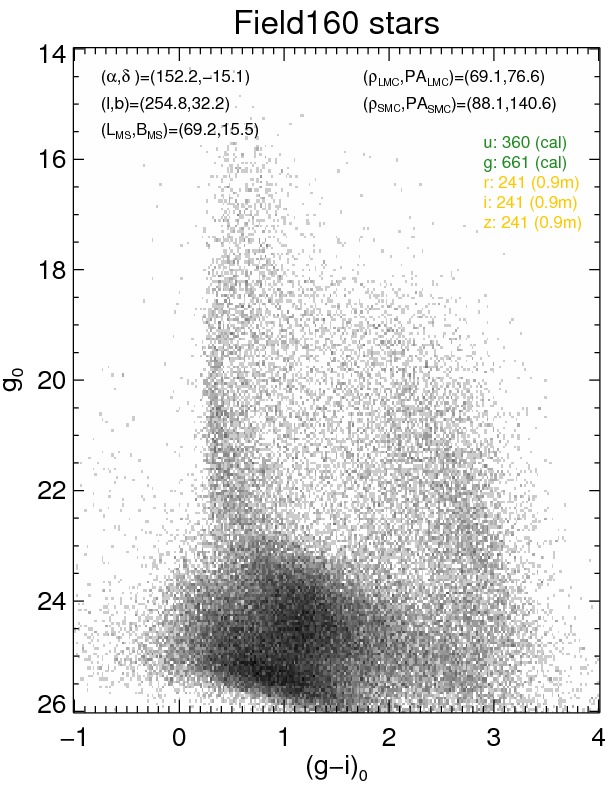 Field160 stars
(α,δ)=(152.2,−15.1)
(ρLMC,PALMC)=(69.1,76.6)
(l,b)=(254.8,32.2)
(ρSMC,PASMC)=(88.1,140.6)
(LMS,BMS)=(69.2,15.5)
u: 360 (cal)
g: 661 (cal)
r: 241 (0.9m)
i: 241 (0.9m)
z: 241 (0.9m)
14
16
18
20
22
24
26
g0
−1 0 1 2 3 4
(g−i)0